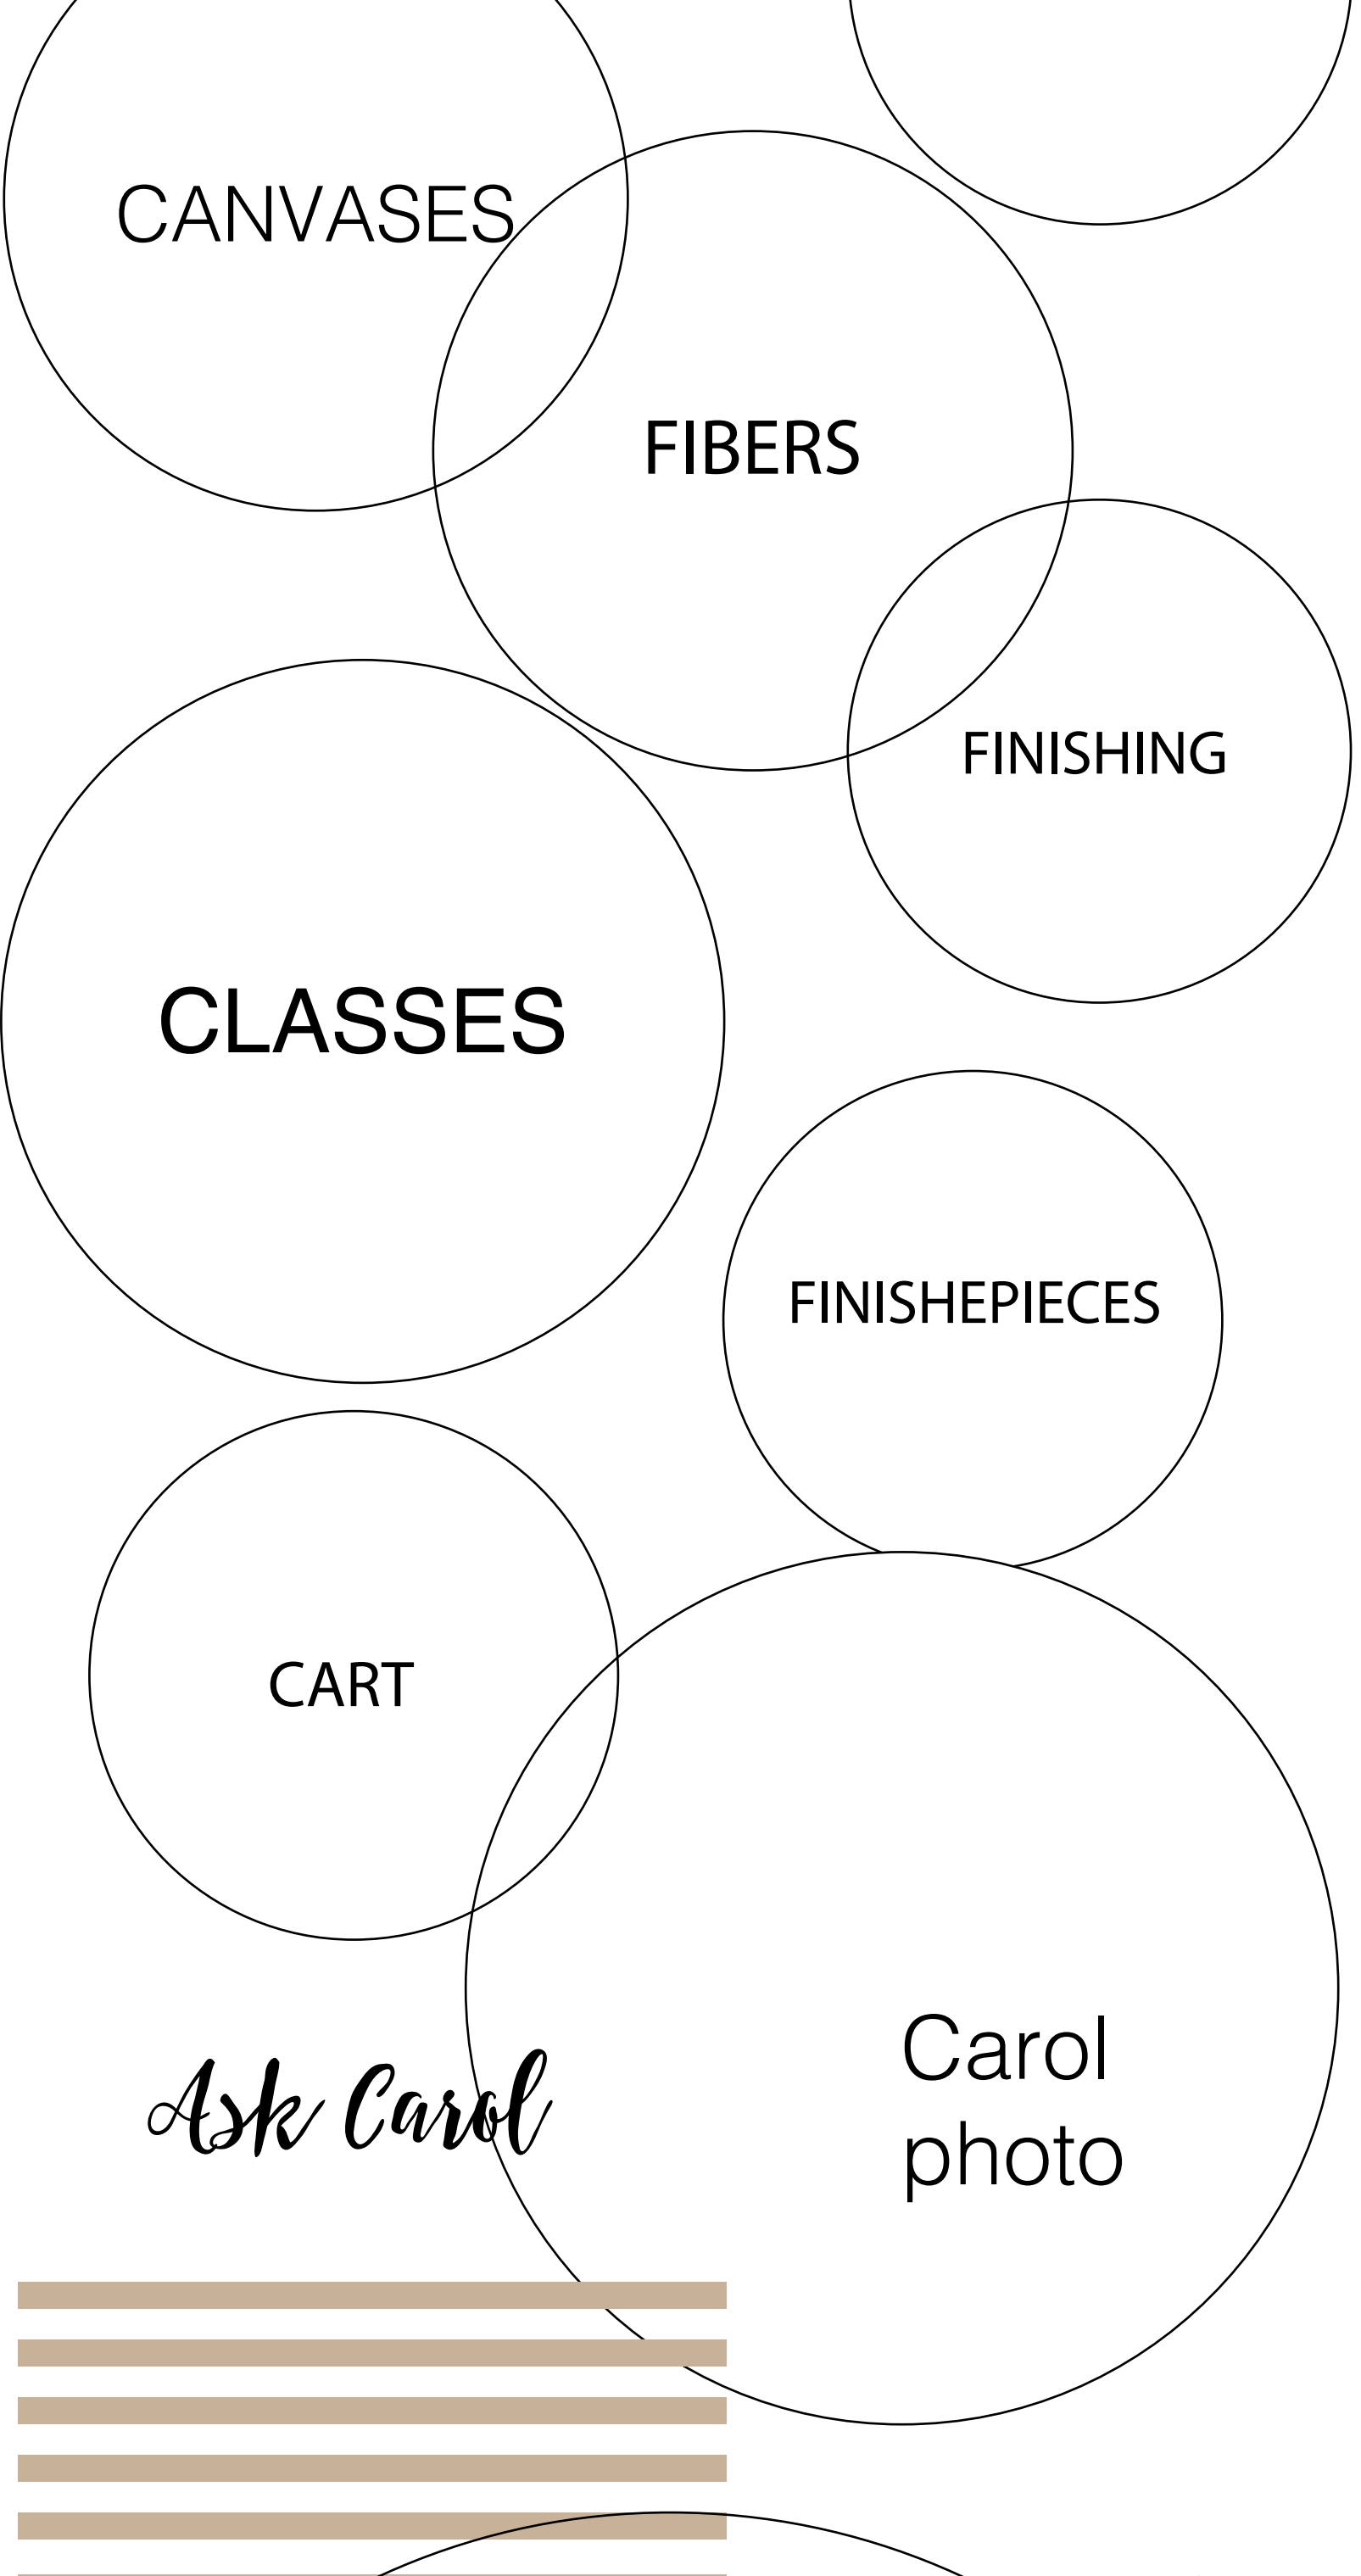 CANVASES
FIBERS
FINISHING
CLASSES
FINISHEPIECES
CART
Ask Carol
Carol
photo